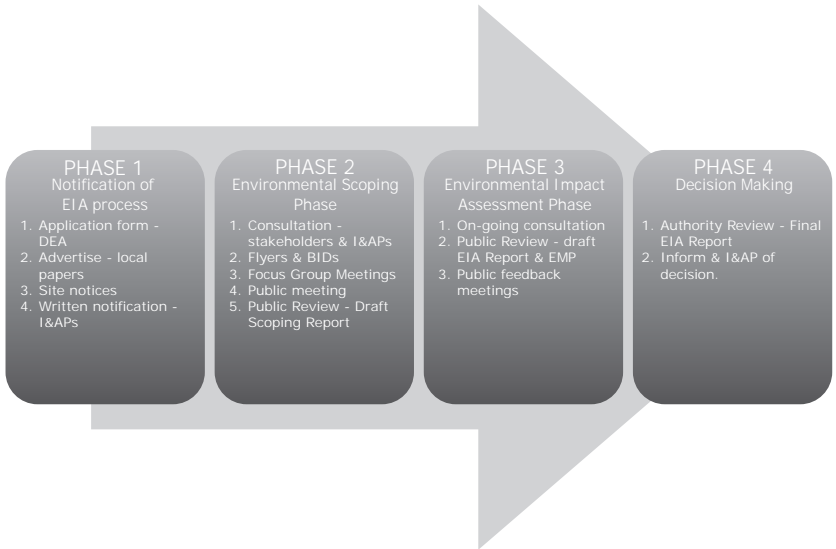 PHASE 1
Notification of
EIA process
1. Application form -
DEA
2. Advertise - local
papers
3. Site notices
4. Written notification -
I&APs
PHASE 2
Environmental Scoping
Phase
1. Consultation -
stakeholders & I&APs
2. Flyers & BIDs
3. Focus Group Meetings
4. Public meeting
5. Public Review - Draft
Scoping Report
PHASE 3
Environmental Impact
Assessment Phase
1. On-going consultation
2. Public Review - draft
EIA Report & EMP
3. Public feedback
meetings
PHASE 4
Decision Making
1. Authority Review - Final
EIA Report
2. Inform & I&AP of
decision.